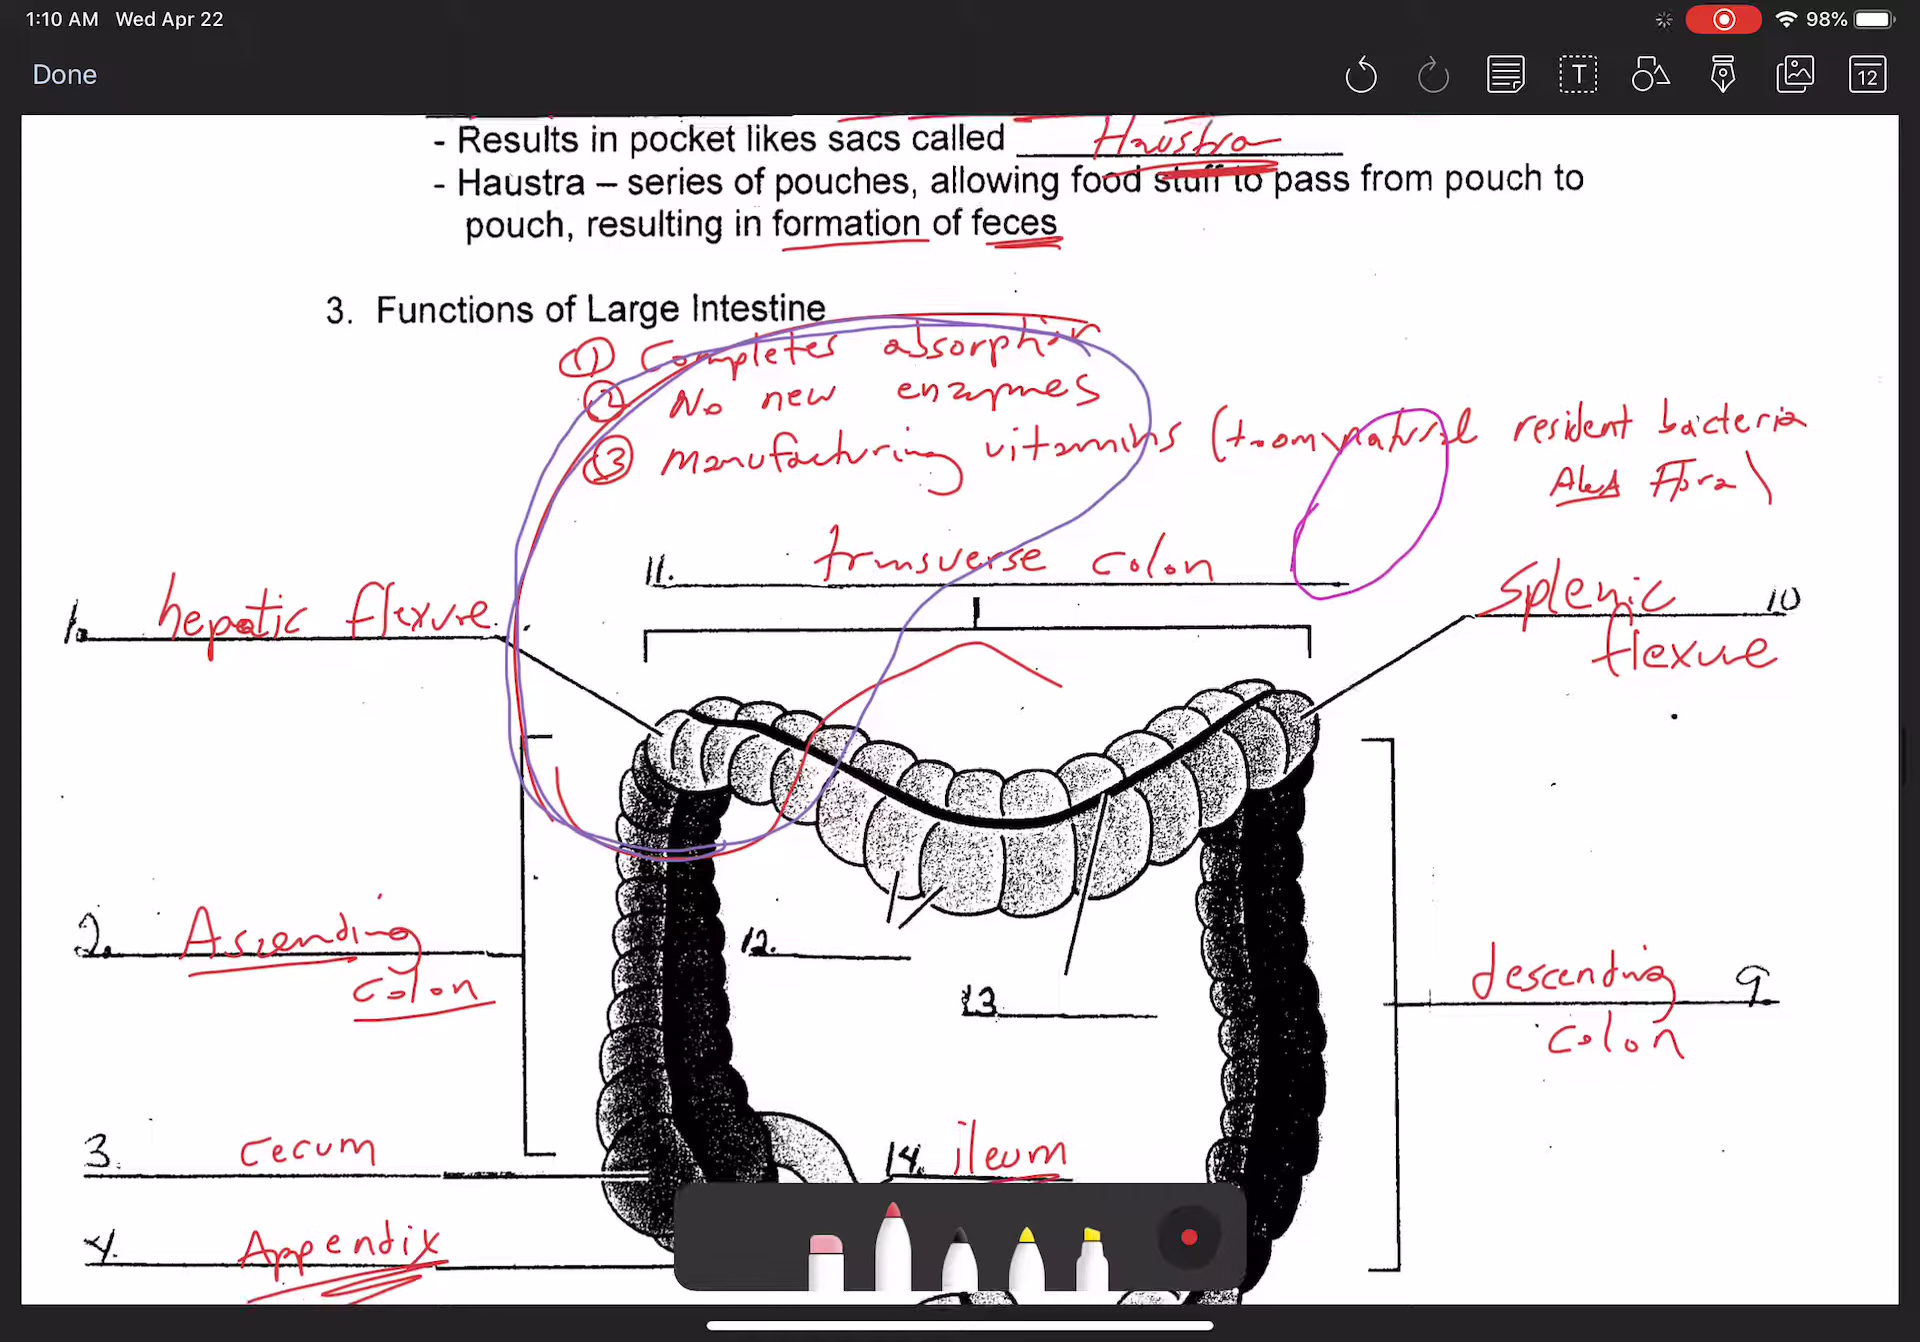 1:10 AM Wed Apr 22
98%
Done
T
12
- Results in pocket likes sacs called Haustra
- Haustra – series of pouches, allowing food stuff to pass from pouch to
pouch, resulting in formation of feces
3. Functions of Large Intestine
① Completes absorption
② No new enzymes
③ Manufacturing vitamins (from natural resident bacteria
AKA Flora)
11. transverse colon
1. hepatic flexure
splenic 10
flexure
2. Ascending
colon
12.
13
descending 9.
colon
3. cecum
14. ileum
4. Appendix